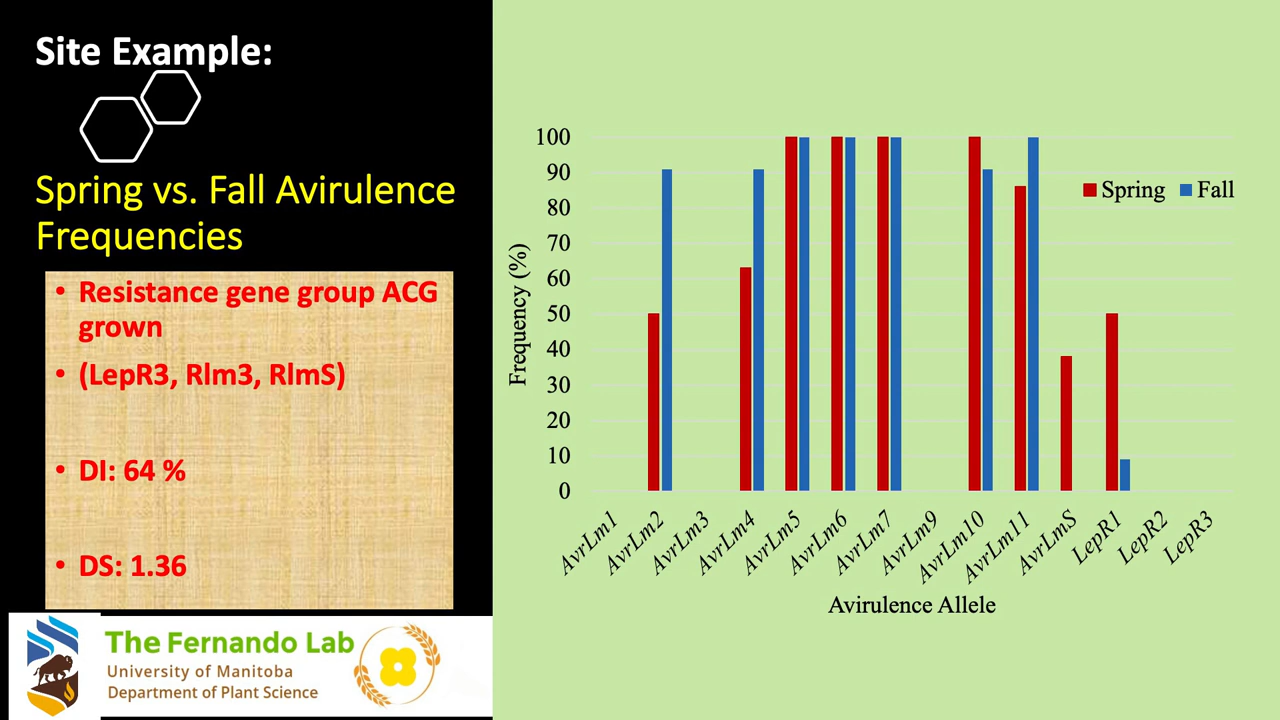 Site Example:
Spring vs. Fall Avirulence
Frequencies
• Resistance gene group ACG
grown
• (LepR3, Rlm3, RlmS)
• DI: 64 %
• DS: 1.36
The Fernando Lab
University of Manitoba
Department of Plant Science
Frequency (%)
100
90
80
70
60
50
40
30
20
10
0
Spring Fall
AvrLm1 AvrLm2 AvrLm3 AvrLm4 AvrLm5 AvrLm6 AvrLm7 AvrLm9 AvrLm10 AvrLm11 AvrLmS LepR1 LepR2 LepR3
Avirulence Allele